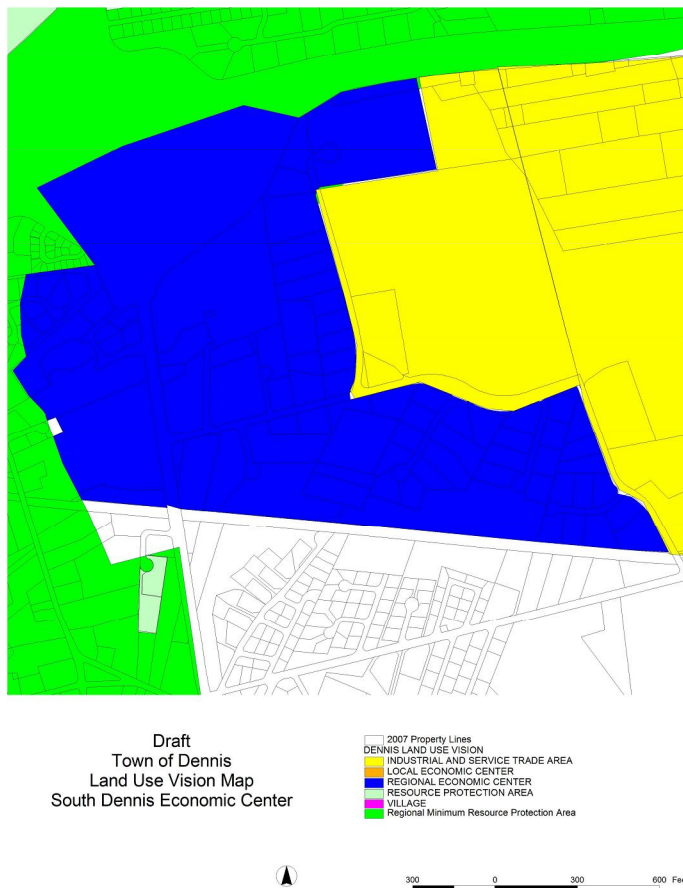 Draft
Town of Dennis
Land Use Vision Map
South Dennis Economic Center
2007 Property Lines
DENNIS LAND USE VISION
INDUSTRIAL AND SERVICE TRADE AREA
LOCAL ECONOMIC CENTER
REGIONAL ECONOMIC CENTER
RESOURCE PROTECTION AREA
VILLAGE
Regional Minimum Resource Protection Area
300 0 300 600 Fee